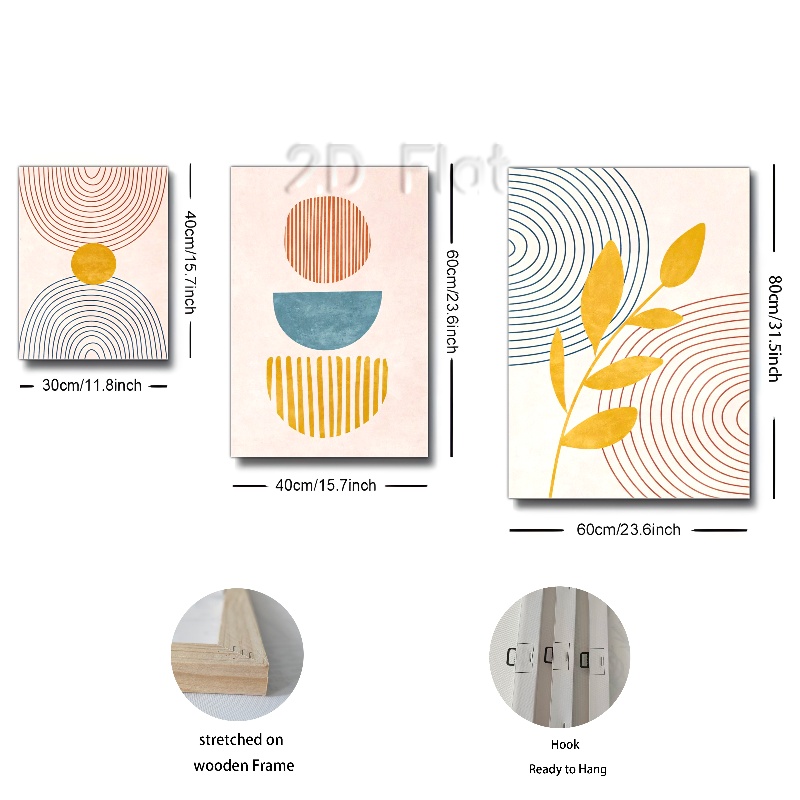 2D Flat
40cm/15.7inch
60cm/23.6inch
80cm/31.5inch
30cm/11.8inch
40cm/15.7inch
60cm/23.6inch
stretched on
wooden Frame
Hook
Ready to Hang